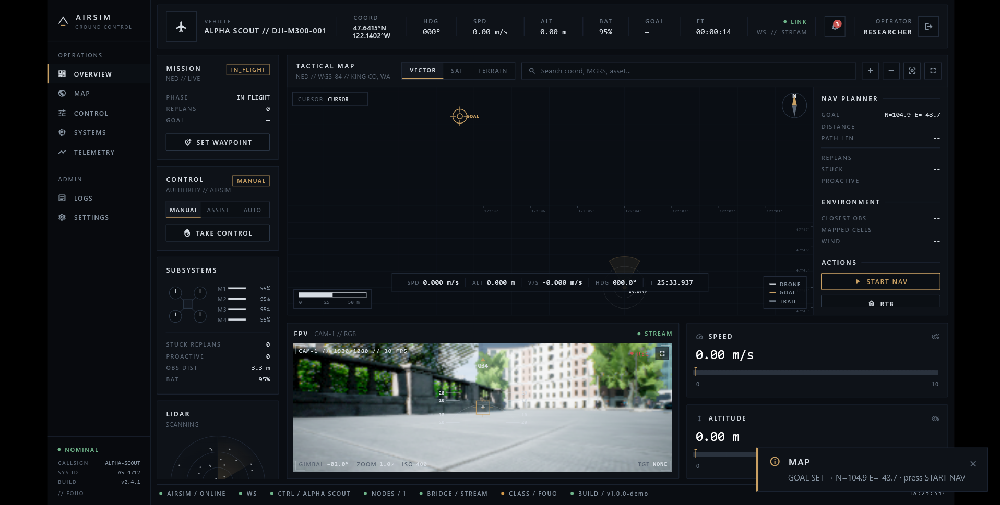 AIRSIM
GROUND CONTROL
OPERATIONS
OVERVIEW
MAP
CONTROL
SYSTEMS
TELEMETRY
ADMIN
LOGS
SETTINGS
NOMINAL
CALLSIGN ALPHA-SCOUT
SYS ID AS-4712
BUILD v2.4.1
// FOUO
VEHICLE
ALPHA SCOUT // DJI-M300-001
COORD
47.6415°N
122.1402°W
HDG
000°
SPD
0.00 m/s
ALT
0.00 m
BAT
95%
GOAL
—
FT
00:00:14
LINK
WS // STREAM
3
OPERATOR
RESEARCHER
MISSION IN_FLIGHT
NED // LIVE
PHASE IN_FLIGHT
REPLANS 0
GOAL —
SET WAYPOINT
CONTROL MANUAL
AUTHORITY // AIRSIM
MANUAL ASSIST AUTO
TAKE CONTROL
SUBSYSTEMS
M1 95%
M2 95%
M3 95%
M4 95%
STUCK REPLANS 0
PROACTIVE 0
OBS DIST 3.3 m
BAT 95%
LIDAR
SCANNING
TACTICAL MAP
NED // WGS-84 // KING CO, WA
VECTOR SAT TERRAIN
Search coord, MGRS, asset...
CURSOR CURSOR --
GOAL
N
122°07' 122°06' 122°05' 122°04' 122°03' 122°02' 122°01'
47°47'
47°46'
47°45'
47°43'
SPD 0.000 m/s ALT 0.000 m V/S -0.000 m/s HDG 000.0° T 25:33.937
AS-4712
0 25 50 m
DRONE
GOAL
TRAIL
NAV PLANNER
GOAL N=104.9 E=-43.7
DISTANCE --
PATH LEN --
REPLANS --
STUCK --
PROACTIVE --
ENVIRONMENT
CLOSEST OBS --
MAPPED CELLS --
WIND --
ACTIONS
START NAV
RTB
FPV CAM-1 // RGB STREAM
CAM-1 // 1920×1080 // 30 FPS
REC
034
20
10
10 10
20 20
GIMBAL -02.0° ZOOM 1.0× ISO 400
TGT NONE
SPEED 0%
0.00 m/s
0 10
ALTITUDE 0%
0.00 m
0
MAP
GOAL SET → N=104.9 E=-43.7 · press START NAV
AIRSIM / ONLINE WS CTRL / ALPHA SCOUT NODES / 1 BRIDGE / STREAM CLASS / FOUO BUILD / v1.0.0-demo
18:25:33Z